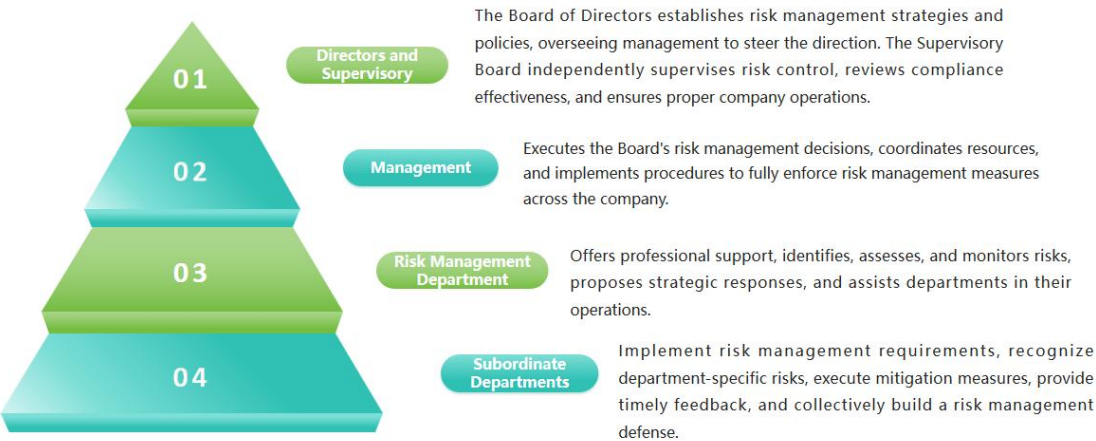 01
Directors and
Supervisory
The Board of Directors establishes risk management strategies and
policies, overseeing management to steer the direction. The Supervisory
Board independently supervises risk control, reviews compliance
effectiveness, and ensures proper company operations.
02
Management
Executes the Board's risk management decisions, coordinates resources,
and implements procedures to fully enforce risk management measures
across the company.
03
Risk Management
Department
Offers professional support, identifies, assesses, and monitors risks,
proposes strategic responses, and assists departments in their
operations.
04
Subordinate
Departments
Implement risk management requirements, recognize
department-specific risks, execute mitigation measures, provide
timely feedback, and collectively build a risk management
defense.